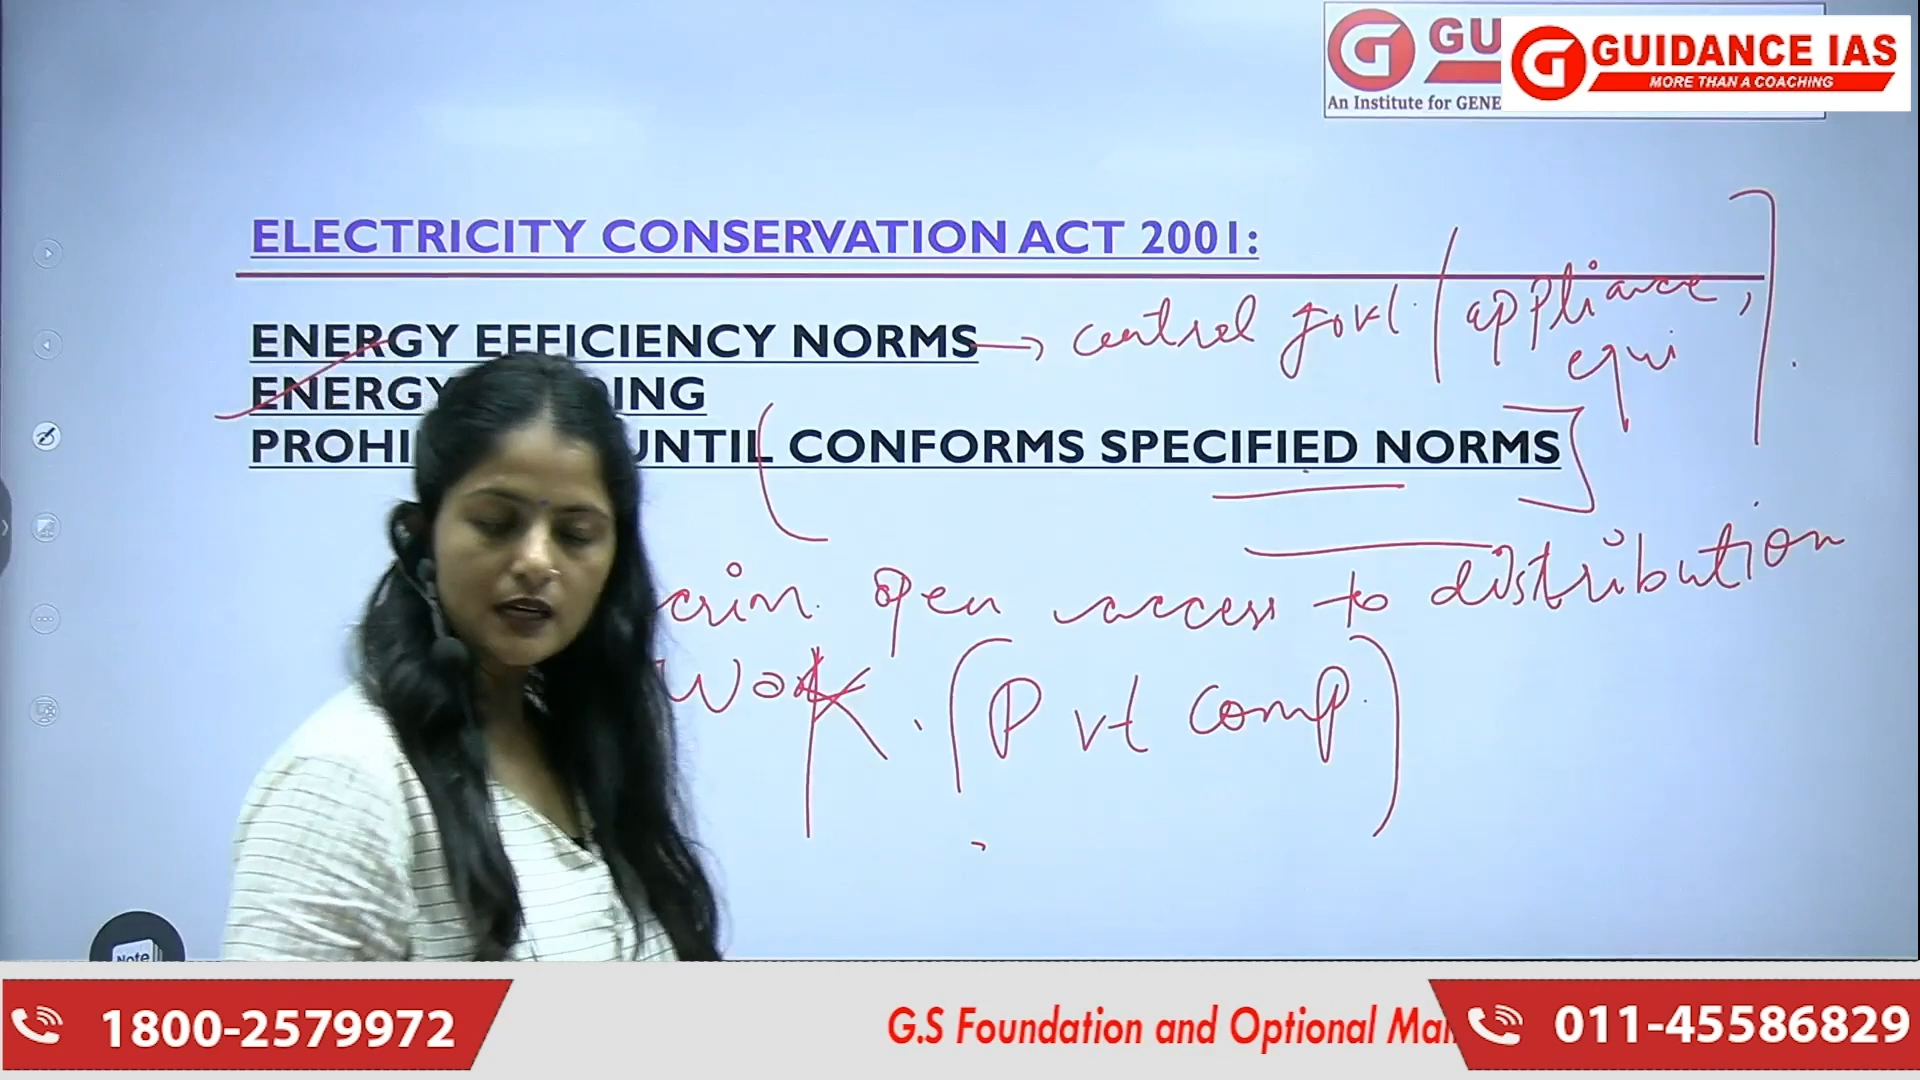 GU
GUIDANCE IAS
MORE THAN A COACHING
An Institute for GENE
ELECTRICITY CONSERVATION ACT 2001:
ENERGY EFFICIENCY NORMS → central govt. (appliance,
equi
ENERGY ING
PROHI UNTIL CONFORMS SPECIFIED NORMS
crim. open access to distribution
work. (Pvt comp.)
Note
1800-2579972
G.S Foundation and Optional Mai
011-45586829